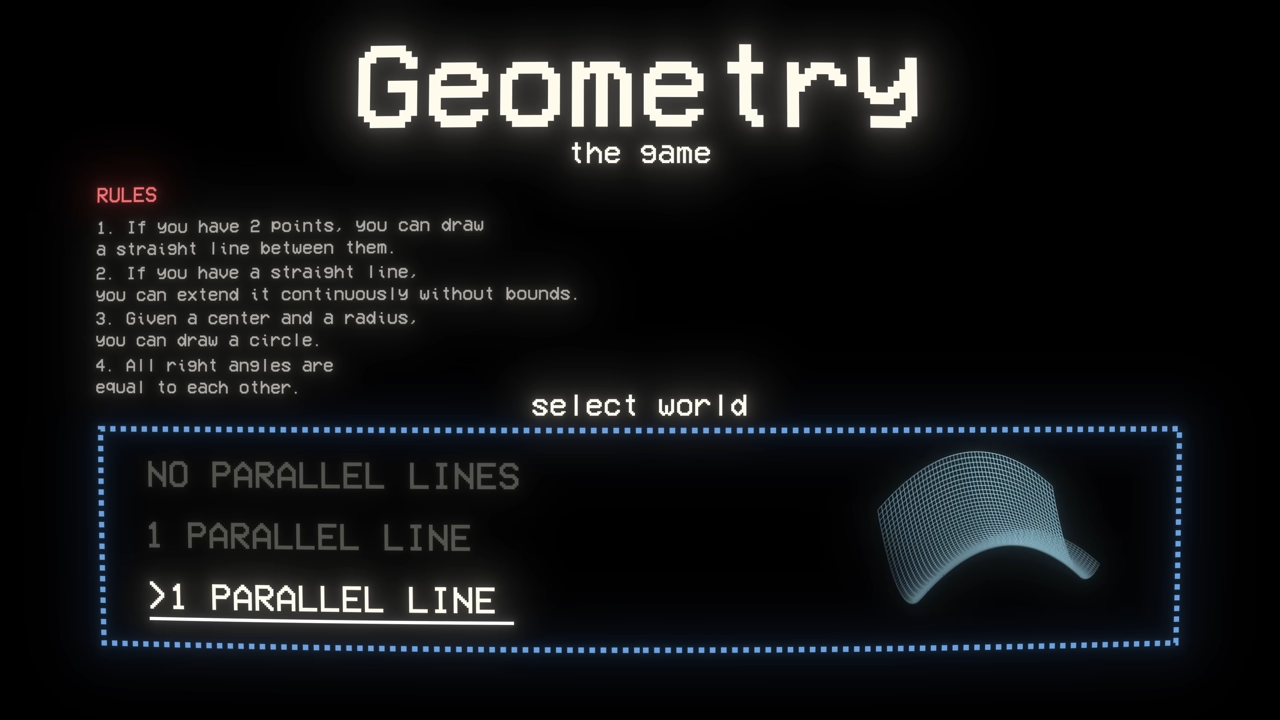 Geometry
the game
RULES
1. If you have 2 points, you can draw
a straight line between them.
2. If you have a straight line,
you can extend it continuously without bounds.
3. Given a center and a radius,
you can draw a circle.
4. All right angles are
equal to each other.
select world
NO PARALLEL LINES
1 PARALLEL LINE
>1 PARALLEL LINE